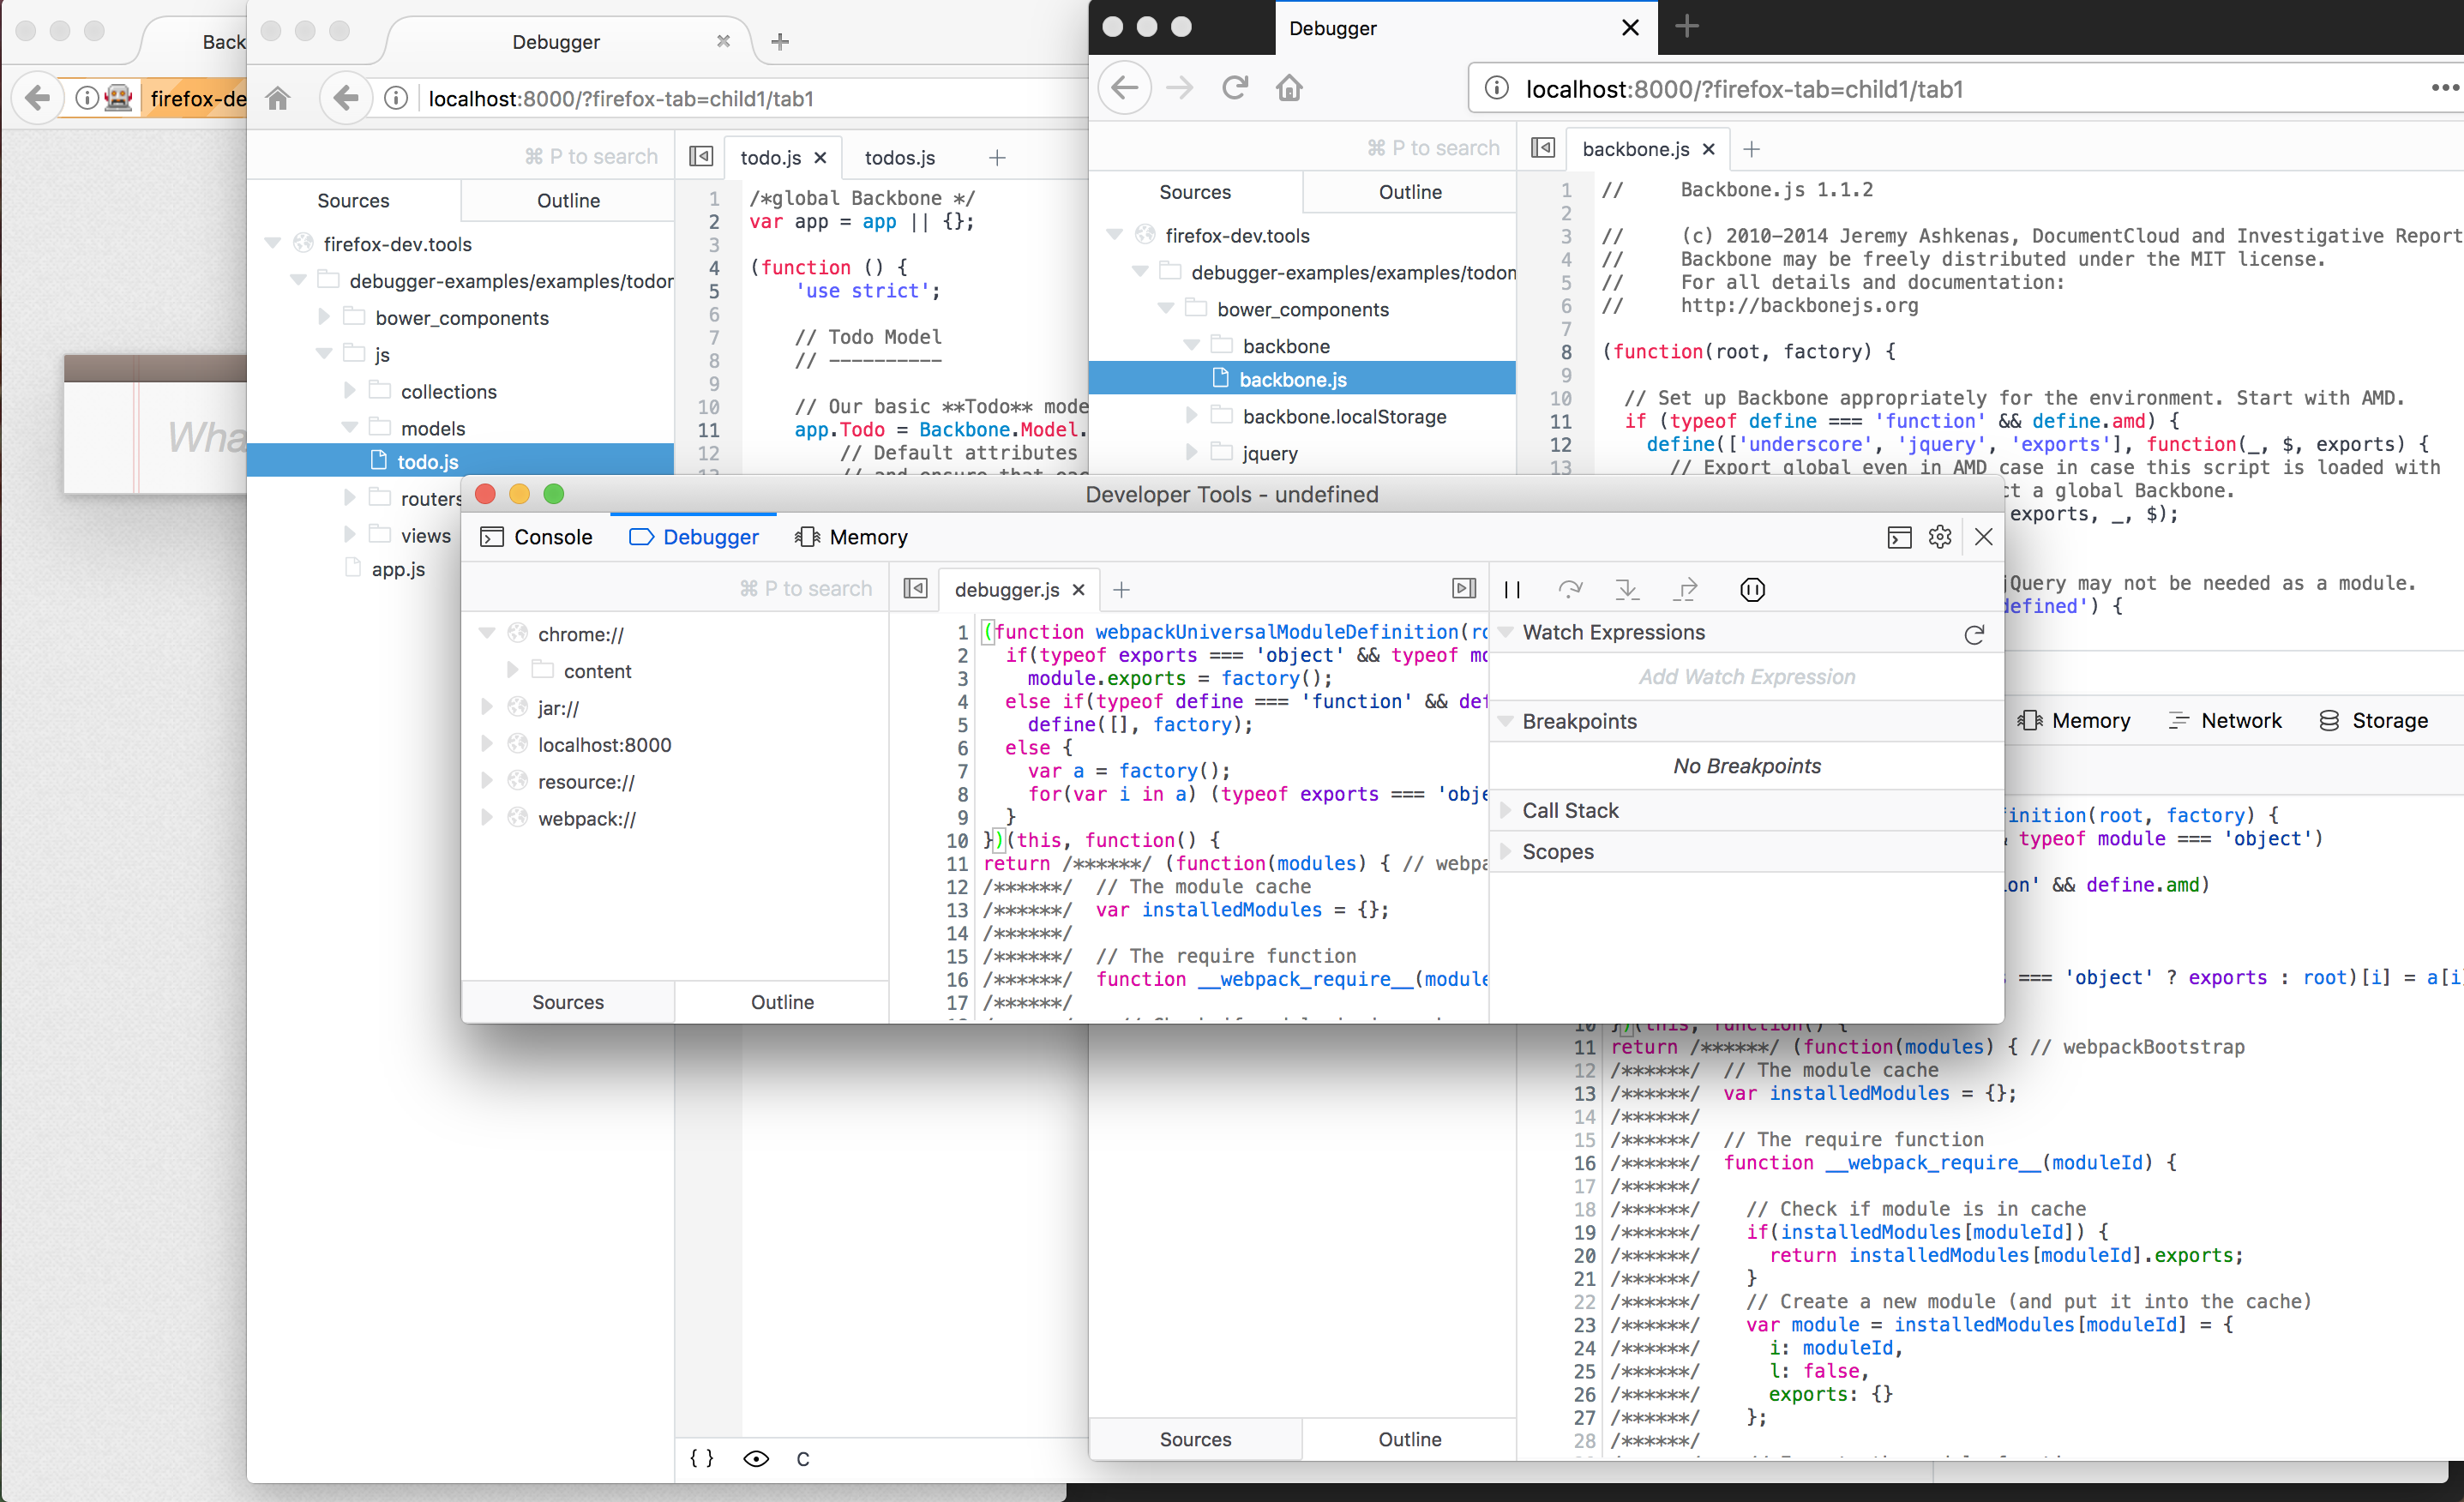 Back
firefox-de
Wha
Debugger
localhost:8000/?firefox-tab=child1/tab1
⌘ P to search
todo.js
todos.js
Sources
Outline
firefox-dev.tools
debugger-examples/examples/todor
bower_components
js
collections
models
todo.js
routers
views
app.js
1 /*global Backbone */
2 var app = app || {};
3
4 (function () {
5 'use strict';
6
7 // Todo Model
8 // ----------
9
10 // Our basic **Todo** mode
11 app.Todo = Backbone.Model.
12 // Default attributes
{ }
C
Debugger
localhost:8000/?firefox-tab=child1/tab1
⌘ P to search
backbone.js
Sources
Outline
firefox-dev.tools
debugger-examples/examples/todon
bower_components
backbone
backbone.js
backbone.localStorage
jquery
1 // Backbone.js 1.1.2
2
3 // (c) 2010-2014 Jeremy Ashkenas, DocumentCloud and Investigative Report
4 // Backbone may be freely distributed under the MIT license.
5 // For all details and documentation:
6 // http://backbonejs.org
7
8 (function(root, factory) {
9
10 // Set up Backbone appropriately for the environment. Start with AMD.
11 if (typeof define === 'function' && define.amd) {
12 define(['underscore', 'jquery', 'exports'], function(_, $, exports) {
13 // Export global even in AMD case in case this script is loaded with
ct a global Backbone.
exports, _, $);
jQuery may not be needed as a module.
defined') {
Developer Tools - undefined
Console
Debugger
Memory
⌘ P to search
debugger.js
chrome://
content
jar://
localhost:8000
resource://
webpack://
Sources
Outline
1 (function webpackUniversalModuleDefinition(ro
2 if(typeof exports === 'object' && typeof mo
3 module.exports = factory();
4 else if(typeof define === 'function' && def
5 define([], factory);
6 else {
7 var a = factory();
8 for(var i in a) (typeof exports === 'obje
9 }
10 })(this, function() {
11 return /******/ (function(modules) { // webpa
12 /******/ // The module cache
13 /******/ var installedModules = {};
14 /******/
15 /******/ // The require function
16 /******/ function __webpack_require__(module
17 /******/
Watch Expressions
Add Watch Expression
Breakpoints
No Breakpoints
Call Stack
Scopes
Memory
Network
Storage
inition(root, factory) {
typeof module === 'object')
on' && define.amd)
=== 'object' ? exports : root)[i] = a[i
10 })(this, function() {
11 return /******/ (function(modules) { // webpackBootstrap
12 /******/ // The module cache
13 /******/ var installedModules = {};
14 /******/
15 /******/ // The require function
16 /******/ function __webpack_require__(moduleId) {
17 /******/
18 /******/ // Check if module is in cache
19 /******/ if(installedModules[moduleId]) {
20 /******/ return installedModules[moduleId].exports;
21 /******/ }
22 /******/ // Create a new module (and put it into the cache)
23 /******/ var module = installedModules[moduleId] = {
24 /******/ i: moduleId,
25 /******/ l: false,
26 /******/ exports: {}
27 /******/ };
28 /******/
Sources
Outline